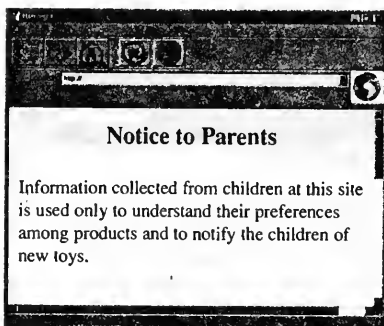 http://
Notice to Parents
Information collected from children at this site
is used only to understand their preferences
among products and to notify the children of
new toys.